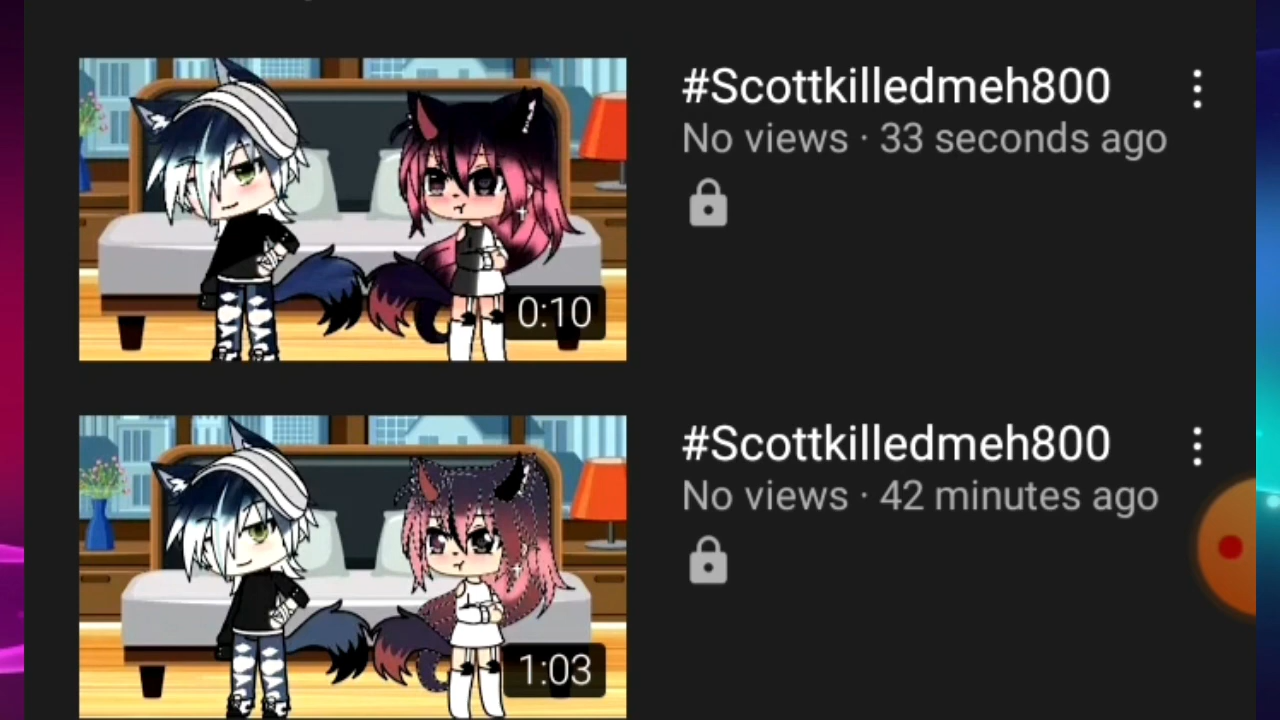 #Scottkilledmeh800
No views · 33 seconds ago
0:10
#Scottkilledmeh800
No views · 42 minutes ago
1:03